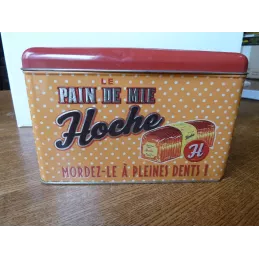 LE
PAIN DE MIE
Hoche
H
MORDEZ-LE À PLEINES DENTS !